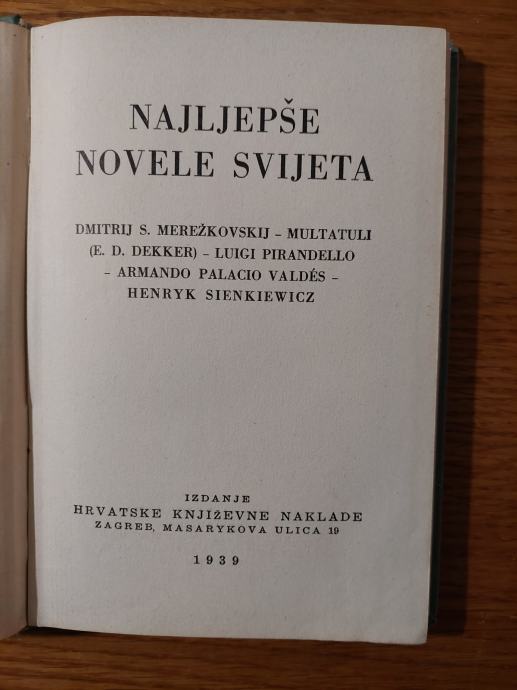 NAJLJEPŠE
NOVELE SVIJETA
DMITRIJ S. MEREŽKOVSKIJ – MULTATULI
(E. D. DEKKER) – LUIGI PIRANDELLO
– ARMANDO PALACIO VALDÉS –
HENRYK SIENKIEWICZ
IZDANJE
HRVATSKE KNJIŽEVNE NAKLADE
ZAGREB, MASARYKOVA ULICA 19
1939